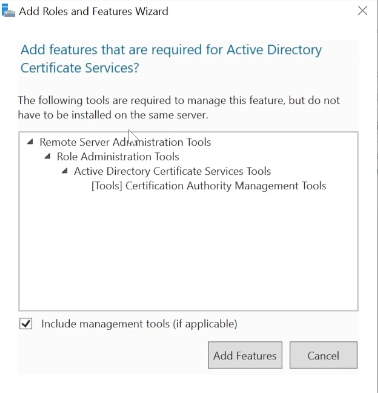 Add Roles and Features Wizard
Add features that are required for Active Directory
Certificate Services?
The following tools are required to manage this feature, but do not
have to be installed on the same server.
Remote Server Administration Tools
Role Administration Tools
Active Directory Certificate Services Tools
[Tools] Certification Authority Management Tools
Include management tools (if applicable)
Add Features
Cancel